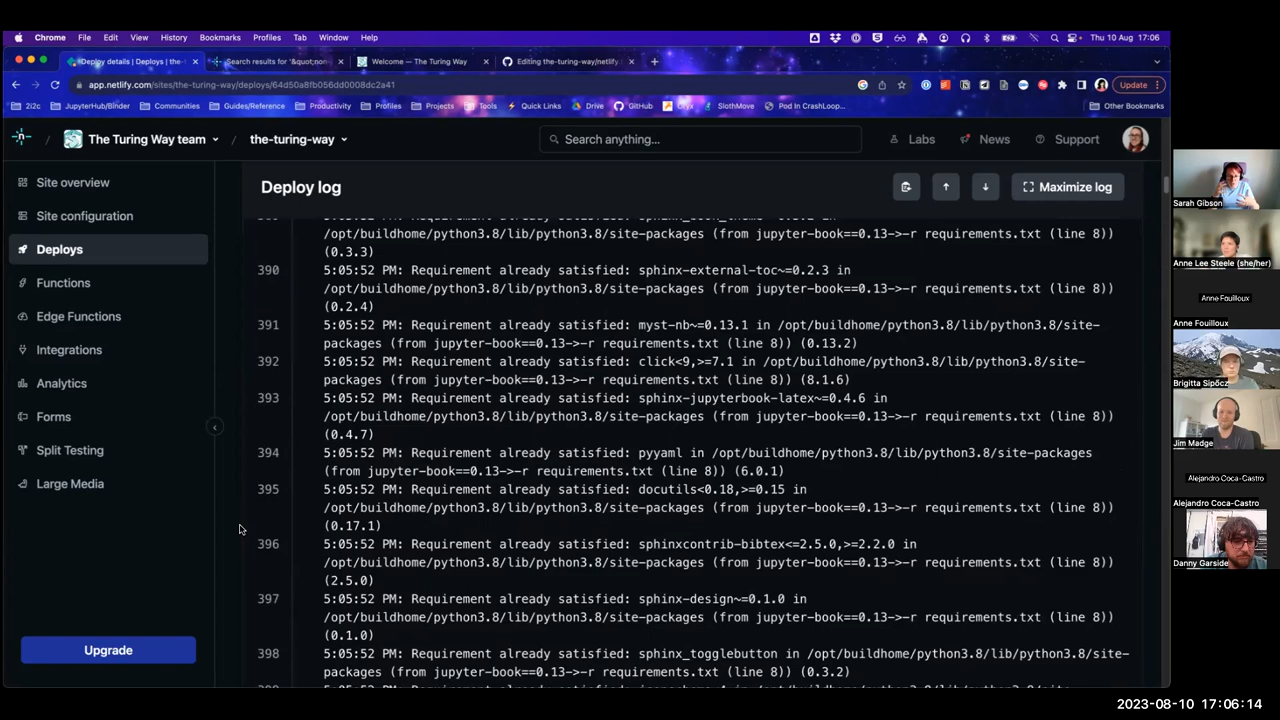 Chrome File Edit View History Bookmarks Profiles Tab Window Help Thu 10 Aug 17:06
Deploy details | Deploys | the- Search results for '&quot;non- Welcome — The Turing Way Editing the-turing-way/netlify
app.netlify.com/sites/the-turing-way/deploys/64d50a8fb056dd0008dc2a41 Update
2i2c JupyterHub/Binder Communities Guides/Reference Productivity Profiles Projects Tools Quick Links Drive GitHub SlothMove Pod In CrashLoop... Other Bookmarks
The Turing Way team / the-turing-way Search anything... Labs News Support
Site overview
Site configuration
Deploys
Functions
Edge Functions
Integrations
Analytics
Forms
Split Testing
Large Media
Upgrade
Deploy log Maximize log
/opt/buildhome/python3.8/lib/python3.8/site-packages (from jupyter-book==0.13->-r requirements.txt (line 8))
(0.3.3)
390 5:05:52 PM: Requirement already satisfied: sphinx-external-toc~=0.2.3 in
/opt/buildhome/python3.8/lib/python3.8/site-packages (from jupyter-book==0.13->-r requirements.txt (line 8))
(0.2.4)
391 5:05:52 PM: Requirement already satisfied: myst-nb~=0.13.1 in /opt/buildhome/python3.8/lib/python3.8/site-
packages (from jupyter-book==0.13->-r requirements.txt (line 8)) (0.13.2)
392 5:05:52 PM: Requirement already satisfied: click<9,>=7.1 in /opt/buildhome/python3.8/lib/python3.8/site-
packages (from jupyter-book==0.13->-r requirements.txt (line 8)) (8.1.6)
393 5:05:52 PM: Requirement already satisfied: sphinx-jupyterbook-latex~=0.4.6 in
/opt/buildhome/python3.8/lib/python3.8/site-packages (from jupyter-book==0.13->-r requirements.txt (line 8))
(0.4.7)
394 5:05:52 PM: Requirement already satisfied: pyyaml in /opt/buildhome/python3.8/lib/python3.8/site-packages
(from jupyter-book==0.13->-r requirements.txt (line 8)) (6.0.1)
395 5:05:52 PM: Requirement already satisfied: docutils<0.18,>=0.15 in
/opt/buildhome/python3.8/lib/python3.8/site-packages (from jupyter-book==0.13->-r requirements.txt (line 8))
(0.17.1)
396 5:05:52 PM: Requirement already satisfied: sphinxcontrib-bibtex<=2.5.0,>=2.2.0 in
/opt/buildhome/python3.8/lib/python3.8/site-packages (from jupyter-book==0.13->-r requirements.txt (line 8))
(2.5.0)
397 5:05:52 PM: Requirement already satisfied: sphinx-design~=0.1.0 in
/opt/buildhome/python3.8/lib/python3.8/site-packages (from jupyter-book==0.13->-r requirements.txt (line 8))
(0.1.0)
398 5:05:52 PM: Requirement already satisfied: sphinx_togglebutton in /opt/buildhome/python3.8/lib/python3.8/site-
packages (from jupyter-book==0.13->-r requirements.txt (line 8)) (0.3.2)
Sarah Gibson
Anne Lee Steele (she/her)
Anne Fouilloux
Anne Fouilloux
Brigitta Sipőcz
Jim Madge
Alejandro Coca-Castro
Alejandro Coca-Castro
Danny Garside
2023-08-10 17:06:14